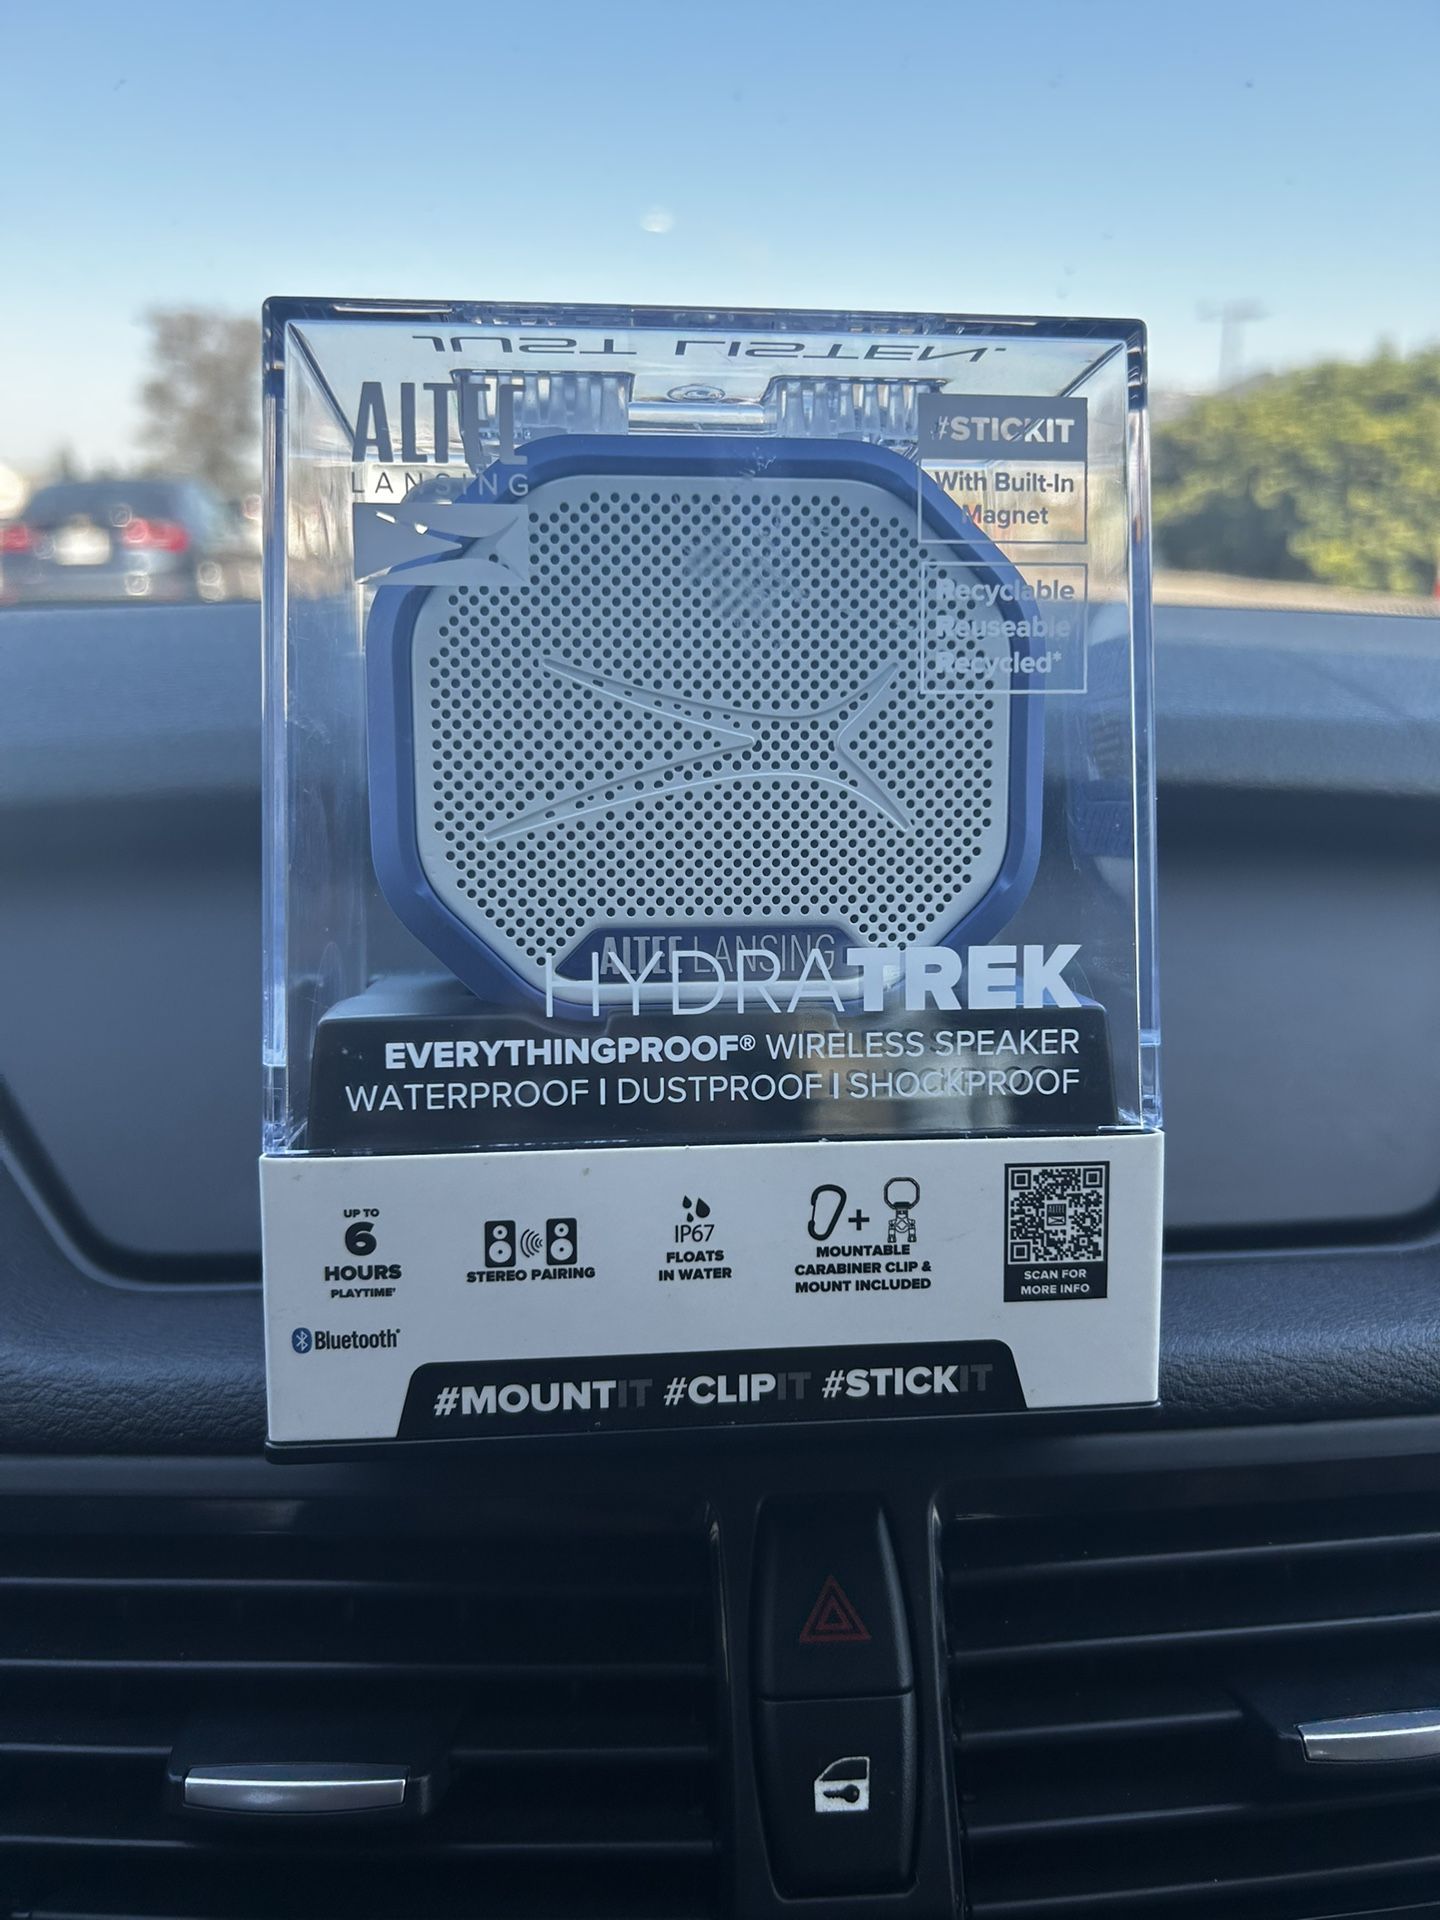 JUST LISTEN.
ALTEC
LANSING
#STICKIT
With Built-In
Magnet
Recyclable
Reuseable
Recycled*
ALTEC LANSING
HYDRATREK
EVERYTHINGPROOF® WIRELESS SPEAKER
WATERPROOF | DUSTPROOF | SHOCKPROOF
UP TO
6
HOURS
PLAYTIME*
STEREO PAIRING
IP67
FLOATS
IN WATER
+
MOUNTABLE
CARABINER CLIP &
MOUNT INCLUDED
ALTEC
SCAN FOR
MORE INFO
Bluetooth®
#MOUNTIT #CLIPIT #STICKIT